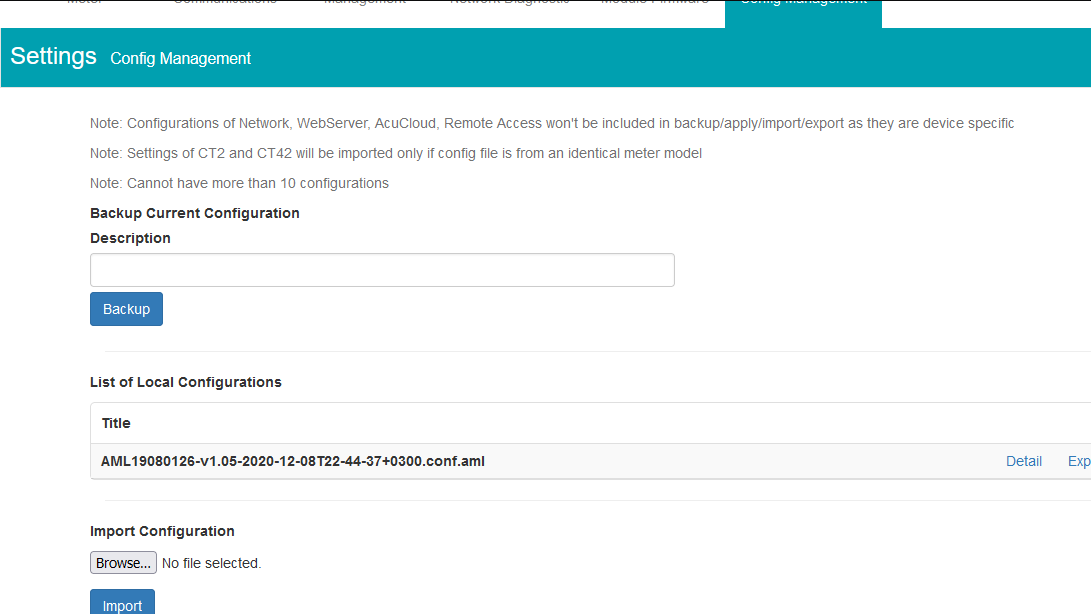 Meter Communications Management Network Diagnostic Module Firmware Config Management
Settings Config Management
Note: Configurations of Network, WebServer, AcuCloud, Remote Access won't be included in backup/apply/import/export as they are device specific
Note: Settings of CT2 and CT42 will be imported only if config file is from an identical meter model
Note: Cannot have more than 10 configurations
Backup Current Configuration
Description
Backup
List of Local Configurations
Title
AML19080126-v1.05-2020-12-08T22-44-37+0300.conf.aml Detail Exp
Import Configuration
Browse... No file selected.
Import